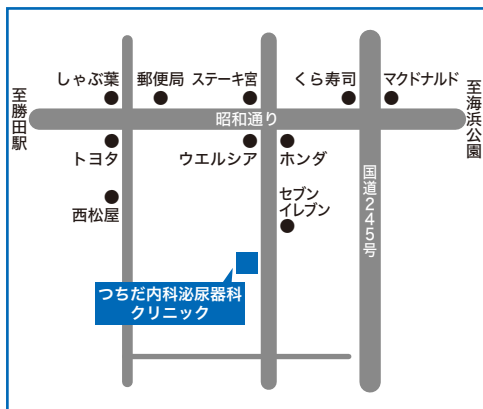 しゃぶ葉
郵便局
ステーキ宮
くら寿司
マクドナルド
至勝田駅
至海浜公園
昭和通り
トヨタ
ウエルシア
ホンダ
国道245号
西松屋
セブン
イレブン
つちだ内科泌尿器科
クリニック